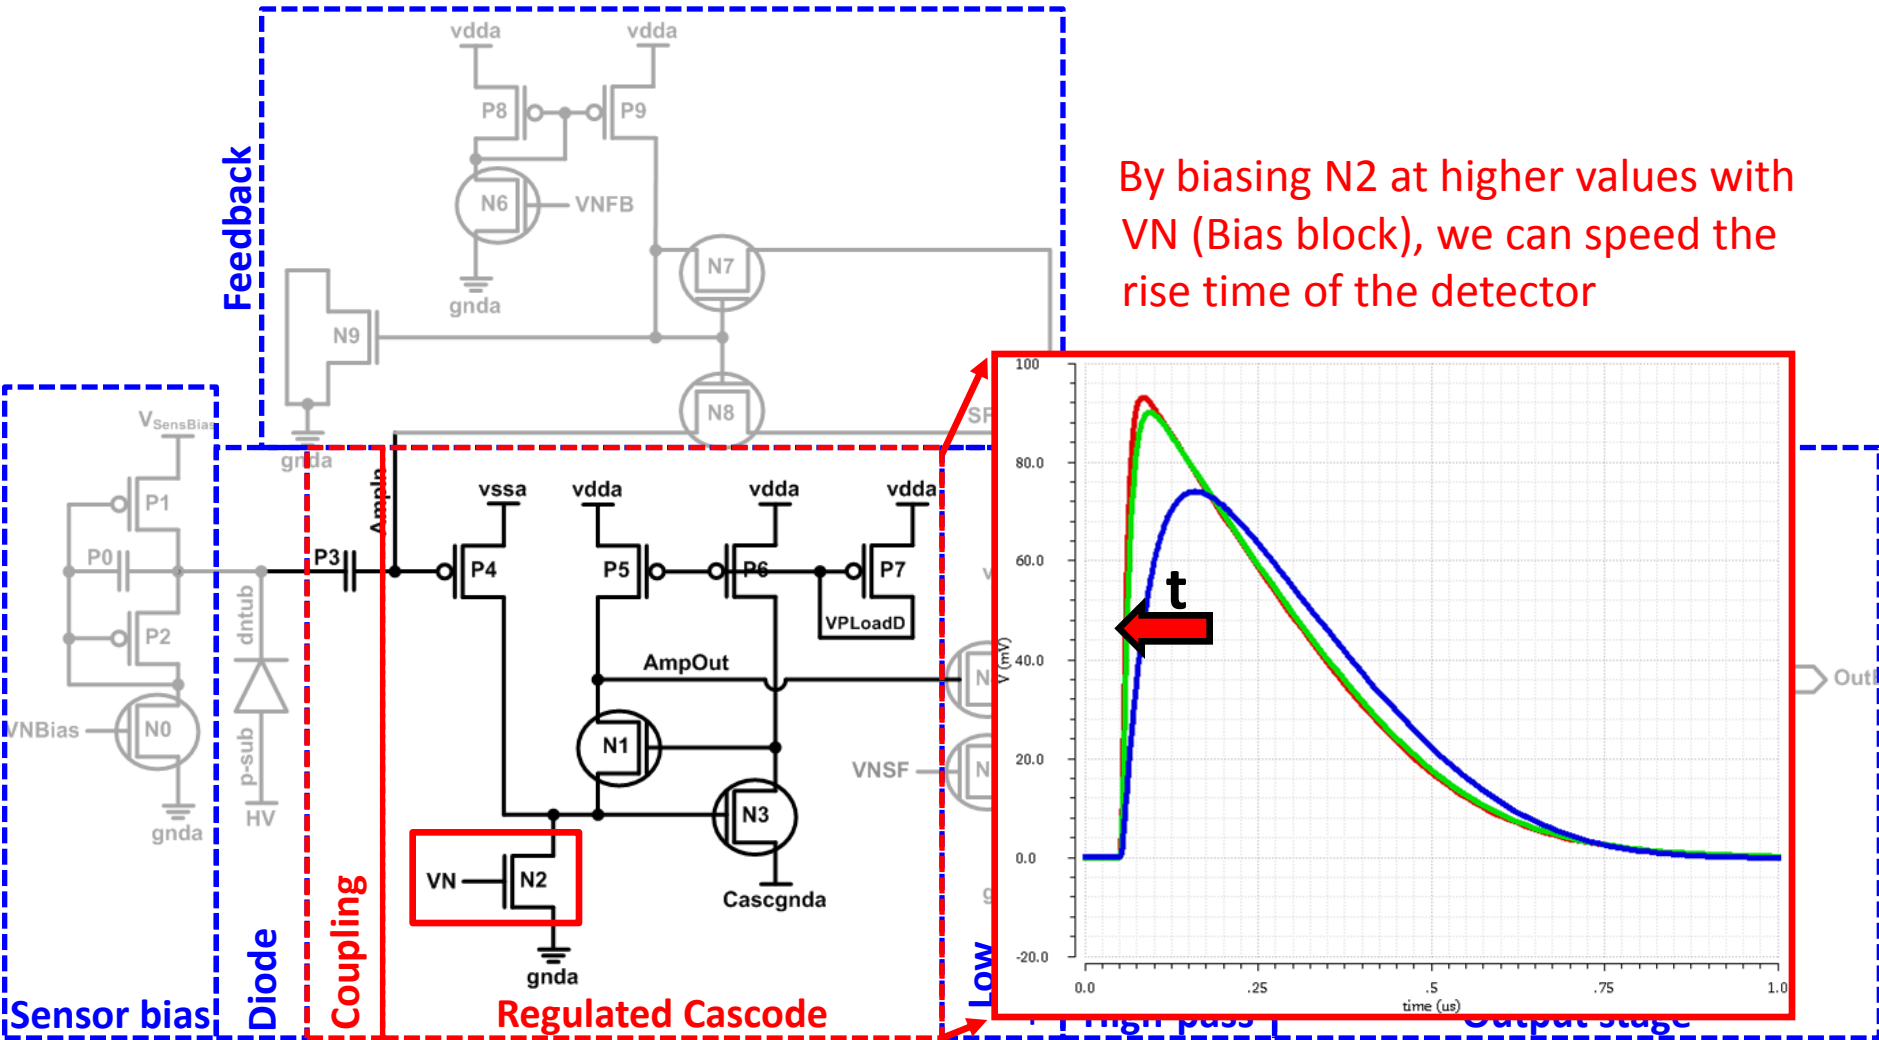 vdda
vdda
P8
P9
N6
VNFB
gnda
N7
N9
N8
gnda
SF
Feedback
By biasing N2 at higher values with
VN (Bias block), we can speed the
rise time of the detector
VSensBias
P1
P0
P2
VNBias
N0
gnda
Sensor bias
dntub
p-sub
HV
Diode
P3
Coupling
AmpIn
vssa
vdda
vdda
vdda
P4
P5
P6
P7
VPLoadD
AmpOut
N1
N3
VN
N2
gnda
Cascgnda
Regulated Cascode
VNSF
N
N
Low
High pass
Output stage
Out
100
80.0
60.0
40.0
20.0
0.0
-20.0
V (mV)
t
0.0
.25
.5
.75
1.0
time (us)